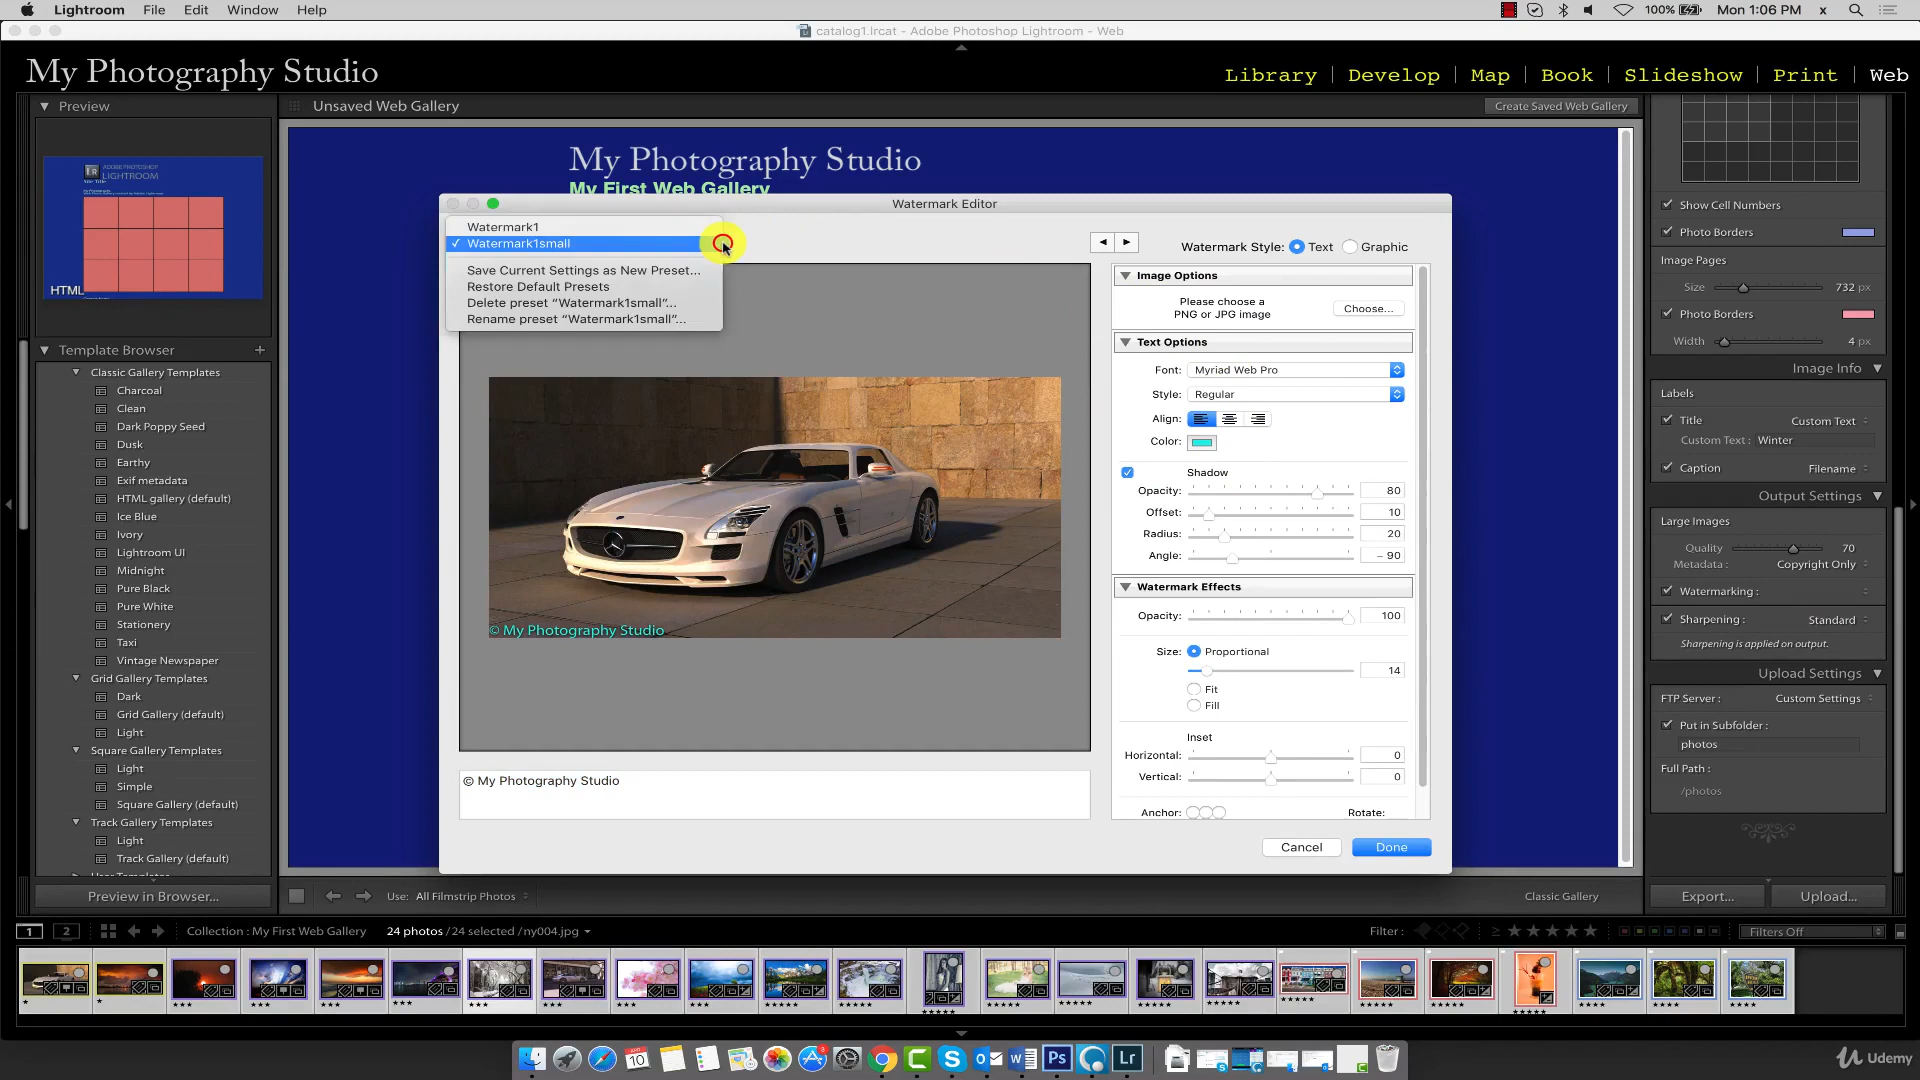 Lightroom File Edit Window Help 100% Mon 1:06 PM x
catalog1.lrcat - Adobe Photoshop Lightroom - Web
My Photography Studio
Library | Develop | Map | Book | Slideshow | Print | Web
Preview
Unsaved Web Gallery
Create Saved Web Gallery
ADOBE PHOTOSHOP
LIGHTROOM
Site Title
HTML
My Photography Studio
My First Web Gallery
Watermark Editor
Watermark1
✓ Watermark1small
Save Current Settings as New Preset...
Restore Default Presets
Delete preset “Watermark1small”...
Rename preset “Watermark1small”...
Watermark Style: Text Graphic
Image Options
Please choose a
PNG or JPG image
Choose...
Text Options
Font: Myriad Web Pro
Style: Regular
Align:
Color:
Shadow
Opacity: 80
Offset: 10
Radius: 20
Angle: – 90
Watermark Effects
Opacity: 100
Size: Proportional
14
Fit
Fill
Inset
Horizontal: 0
Vertical: 0
Anchor: Rotate:
© My Photography Studio
© My Photography Studio
Cancel
Done
Template Browser +
Classic Gallery Templates
Charcoal
Clean
Dark Poppy Seed
Dusk
Earthy
Exif metadata
HTML gallery (default)
Ice Blue
Ivory
Lightroom UI
Midnight
Pure Black
Pure White
Stationery
Taxi
Vintage Newspaper
Grid Gallery Templates
Dark
Grid Gallery (default)
Light
Square Gallery Templates
Light
Simple
Square Gallery (default)
Track Gallery Templates
Light
Track Gallery (default)
User Templates
Preview in Browser...
Show Cell Numbers
Photo Borders
Image Pages
Size 732 px
Photo Borders
Width 4 px
Image Info
Labels
Title Custom Text
Custom Text : Winter
Caption Filename
Output Settings
Large Images
Quality 70
Metadata : Copyright Only
Watermarking :
Sharpening : Standard
Sharpening is applied on output.
Upload Settings
FTP Server : Custom Settings
Put in Subfolder :
photos
Full Path :
/photos
Export...
Upload...
Use: All Filmstrip Photos
Classic Gallery
1 2 Collection : My First Web Gallery 24 photos / 24 selected / ny004.jpg
Filter : ≥ ★★★★★ Filters Off
Udemy